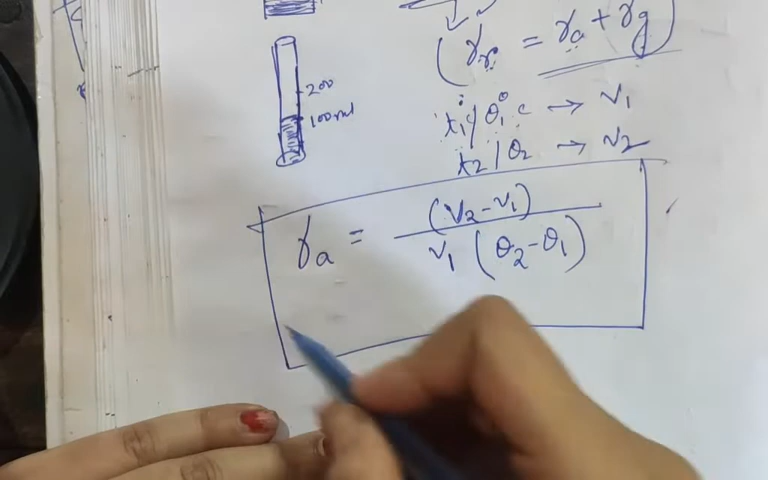 (γr = γa + γg)
200
100ml
t1/θ1°c → V1
t2/θ2 → V2
γa = (V2-V1) / V1(θ2-θ1)